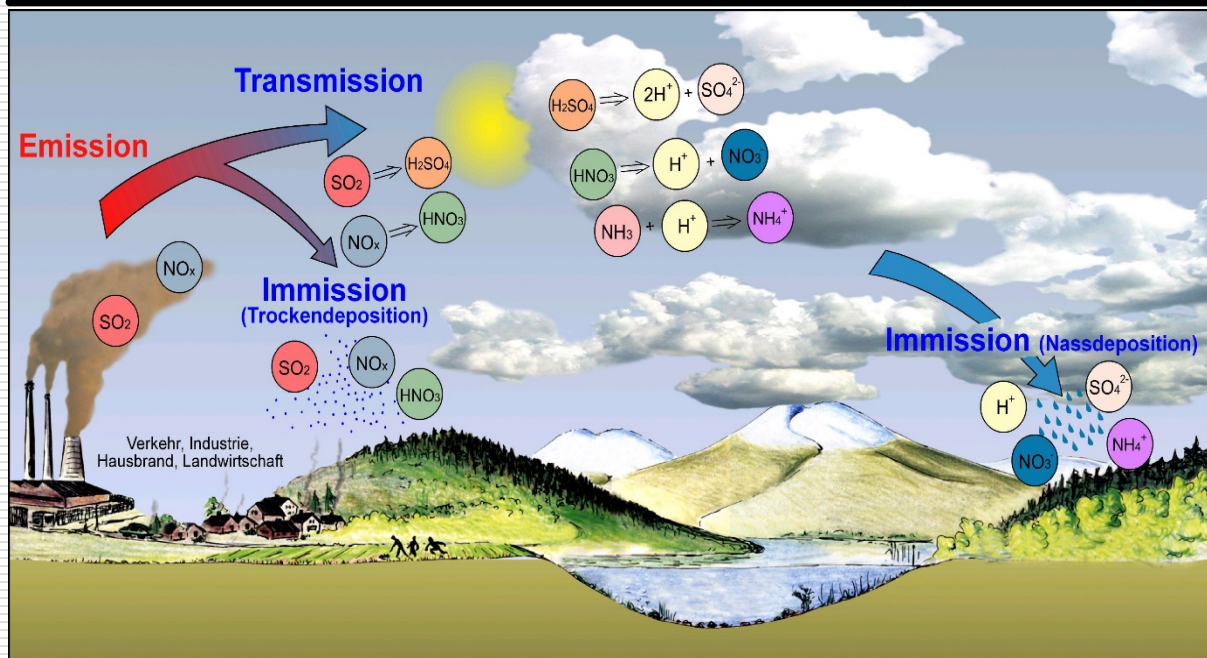 Transmission
Emission
H₂SO₄ ⇒ 2H⁺ + SO₄²⁻
SO₂ ⇒ H₂SO₄
HNO₃ ⇒ H⁺ + NO₃⁻
NOₓ ⇒ HNO₃
NH₃ + H⁺ ⇒ NH₄⁺
NOₓ
SO₂
Immission
(Trockendeposition)
SO₂
NOₓ
HNO₃
Verkehr, Industrie,
Hausbrand, Landwirtschaft
Immission (Nassdeposition)
H⁺
SO₄²⁻
NO₃⁻
NH₄⁺